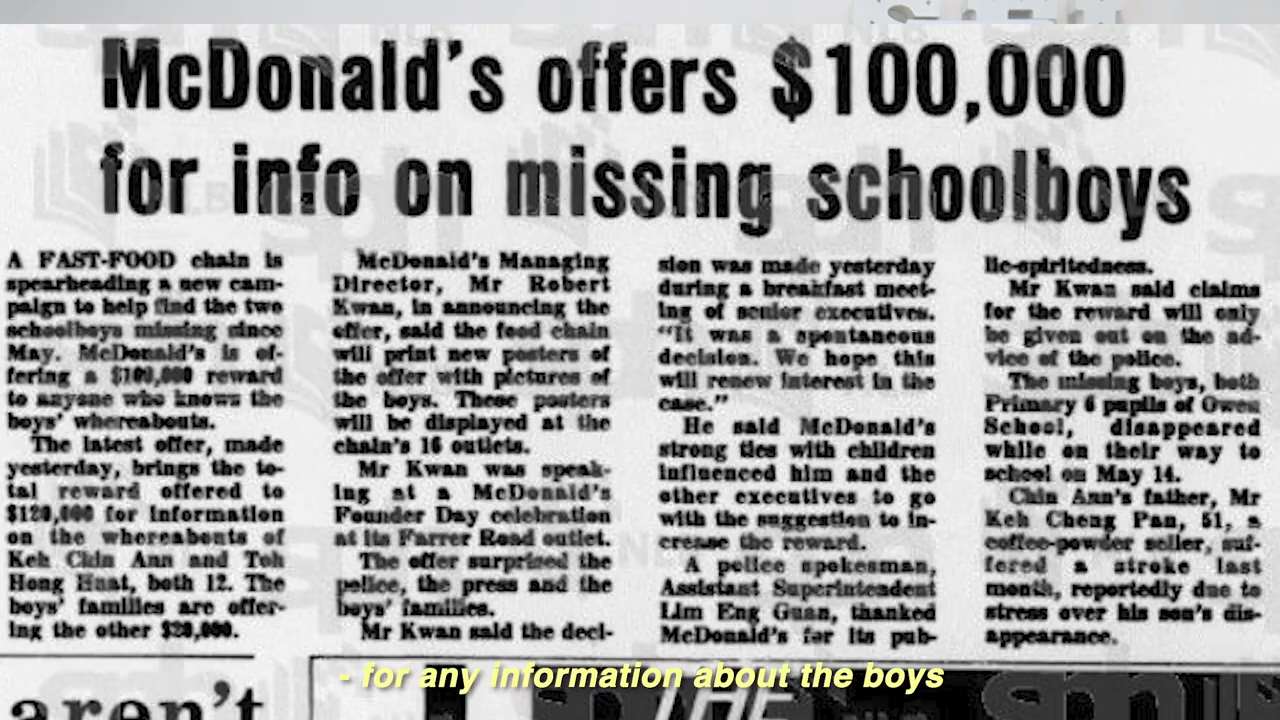 McDonald's offers $100,000
for info on missing schoolboys
A FAST-FOOD chain is
spearheading a new cam-
paign to help find the two
schoolboys missing since
May. McDonald's is of-
fering a $100,000 reward
to anyone who knows the
boys' whereabouts.
The latest offer, made
yesterday, brings the to-
tal reward offered to
$120,000 for information
on the whereabouts of
Keh Chin Ann and Toh
Hong Huat, both 12. The
boys' families are offer-
ing the other $20,000.
McDonald's Managing
Director, Mr Robert
Kwan, in announcing the
offer, said the food chain
will print new posters of
the offer with pictures of
the boys. These posters
will be displayed at the
chain's 16 outlets.
Mr Kwan was speak-
ing at a McDonald's
Founder Day celebration
at its Farrer Road outlet.
The offer surprised the
police, the press and the
boys' families.
Mr Kwan said the deci-
sion was made yesterday
during a breakfast meet-
ing of senior executives.
"It was a spontaneous
decision. We hope this
will renew interest in the
case."
He said McDonald's
strong ties with children
influenced him and the
other executives to go
with the suggestion to in-
crease the reward.
A police spokesman,
Assistant Superintendent
Lim Eng Guan, thanked
McDonald's for its pub-
lic-spiritedness.
Mr Kwan said claims
for the reward will only
be given out on the ad-
vice of the police.
The missing boys, both
Primary 6 pupils of Owen
School, disappeared
while on their way to
school on May 14.
Chin Ann's father, Mr
Keh Cheng Pan, 51, a
coffee-powder seller, suf-
fered a stroke last
month, reportedly due to
stress over his son's dis-
appearance.
aren't
- for any information about the boys